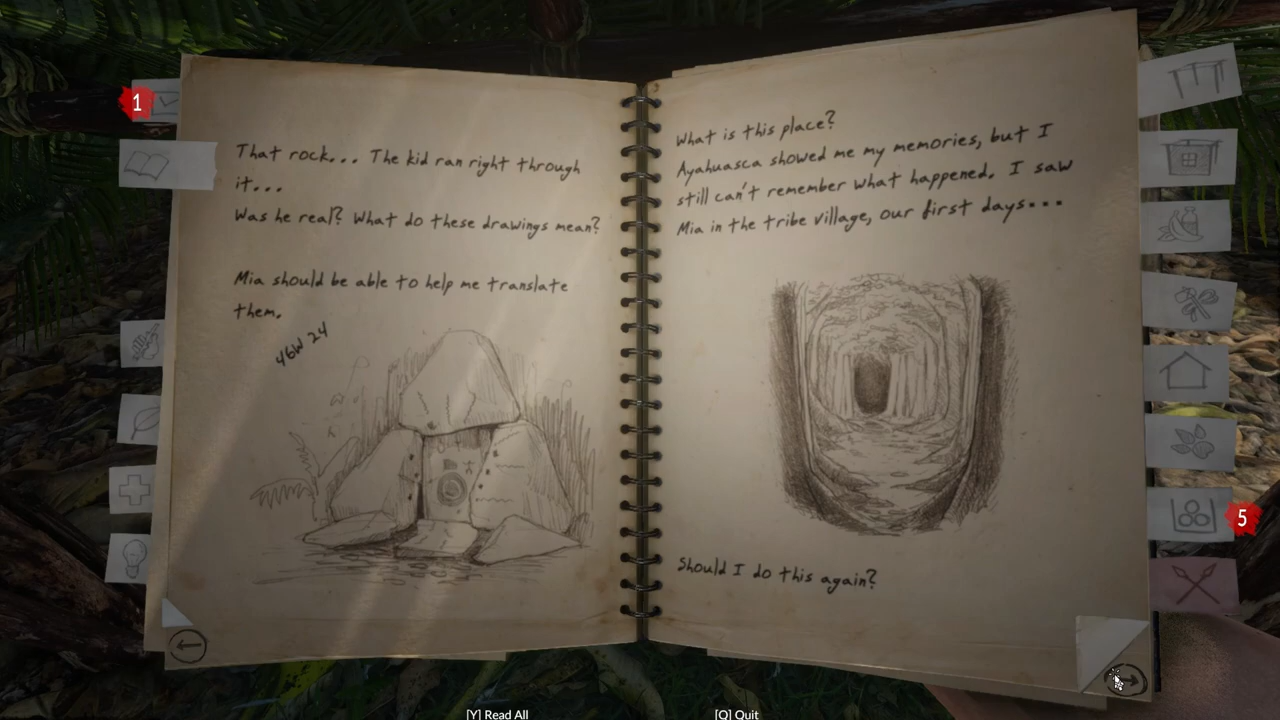 1
That rock... The kid ran right through
it...
Was he real? What do these drawings mean?
Mia should be able to help me translate
them.
46W 24
What is this place?
Ayahuasca showed me my memories, but I
still can't remember what happened. I saw
Mia in the tribe village, our first days...
Should I do this again?
5
[Y] Read All
[Q] Quit